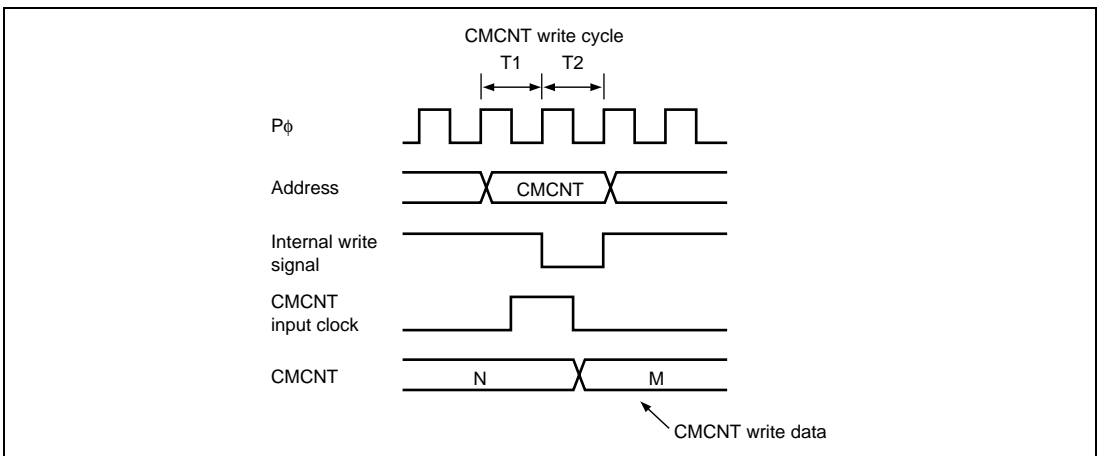 CMCNT write cycle
T1 T2
Pϕ
Address CMCNT
Internal write
signal
CMCNT
input clock
CMCNT N M
CMCNT write data